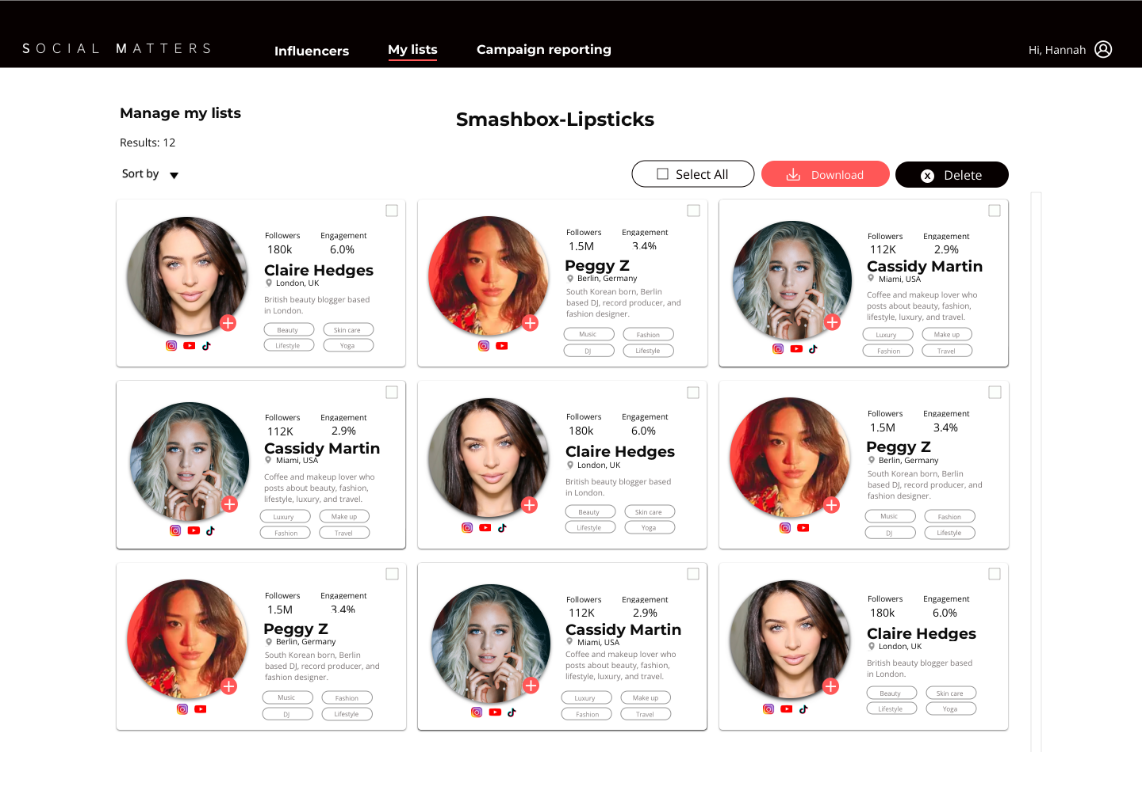 SOCIAL MATTERS
Influencers
My lists
Campaign reporting
Hi, Hannah
Manage my lists
Smashbox-Lipsticks
Results: 12
Sort by
Select All
Download
Delete
Followers Engagement
180k 6.0%
Claire Hedges
London, UK
British beauty blogger based
in London.
Beauty Skin care
Lifestyle Yoga
Followers Engagement
1.5M 3.4%
Peggy Z
Berlin, Germany
South Korean born, Berlin
based DJ, record producer, and
fashion designer.
Music Fashion
DJ Lifestyle
Followers Engagement
112K 2.9%
Cassidy Martin
Miami, USA
Coffee and makeup lover who
posts about beauty, fashion,
lifestyle, luxury, and travel.
Luxury Make up
Fashion Travel
Followers Engagement
112K 2.9%
Cassidy Martin
Miami, USA
Coffee and makeup lover who
posts about beauty, fashion,
lifestyle, luxury, and travel.
Luxury Make up
Fashion Travel
Followers Engagement
180k 6.0%
Claire Hedges
London, UK
British beauty blogger based
in London.
Beauty Skin care
Lifestyle Yoga
Followers Engagement
1.5M 3.4%
Peggy Z
Berlin, Germany
South Korean born, Berlin
based DJ, record producer, and
fashion designer.
Music Fashion
DJ Lifestyle
Followers Engagement
1.5M 3.4%
Peggy Z
Berlin, Germany
South Korean born, Berlin
based DJ, record producer, and
fashion designer.
Music Fashion
DJ Lifestyle
Followers Engagement
112K 2.9%
Cassidy Martin
Miami, USA
Coffee and makeup lover who
posts about beauty, fashion,
lifestyle, luxury, and travel.
Luxury Make up
Fashion Travel
Followers Engagement
180k 6.0%
Claire Hedges
London, UK
British beauty blogger based
in London.
Beauty Skin care
Lifestyle Yoga